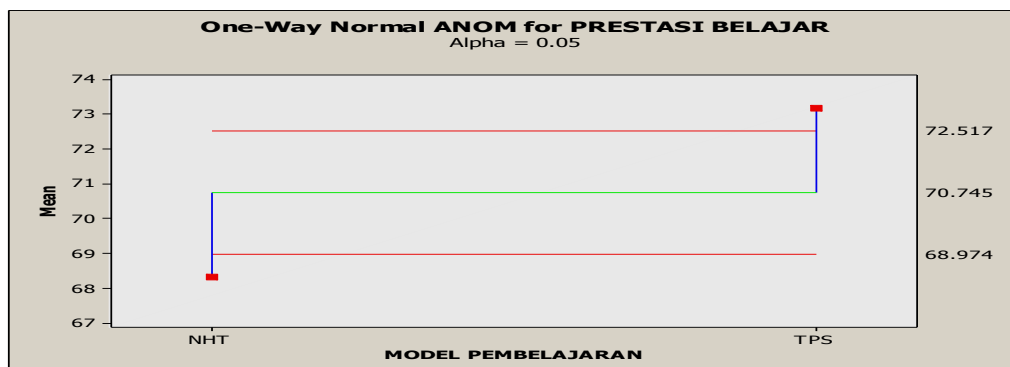 One-Way Normal ANOM for PRESTASI BELAJAR
Alpha = 0.05
74
73
72
71
70
69
68
67
Mean
72.517
70.745
68.974
NHT TPS
MODEL PEMBELAJARAN